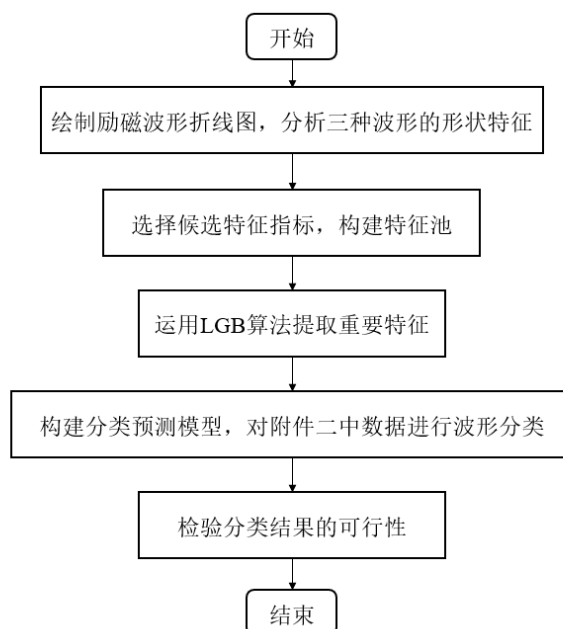 开始
绘制励磁波形折线图，分析三种波形的形状特征
选择候选特征指标，构建特征池
运用LGB算法提取重要特征
构建分类预测模型，对附件二中数据进行波形分类
检验分类结果的可行性
结束